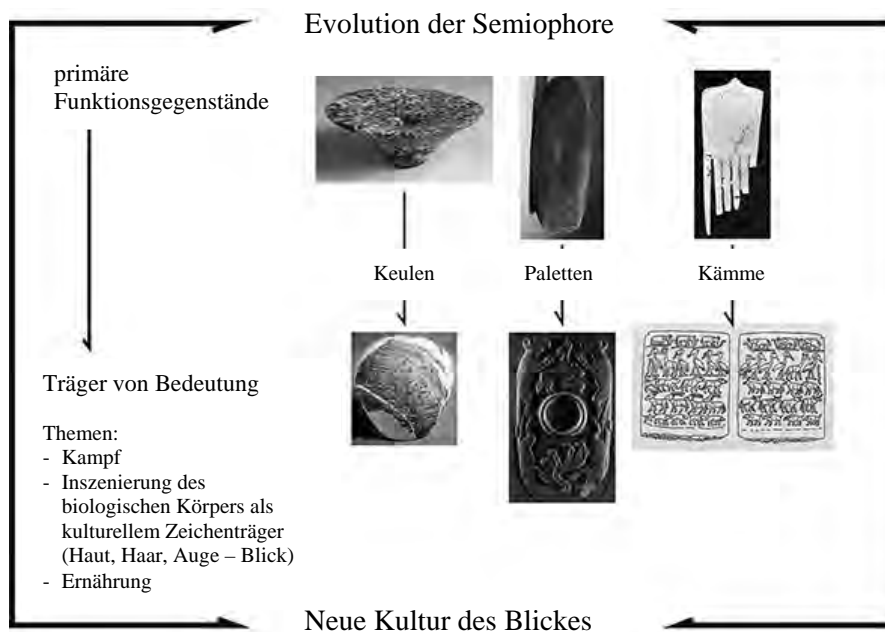 Evolution der Semiophore
primäre
Funktionsgegenstände
Keulen
Paletten
Kämme
Träger von Bedeutung
Themen:
- Kampf
- Inszenierung des
biologischen Körpers als
kulturellem Zeichenträger
(Haut, Haar, Auge – Blick)
- Ernährung
Neue Kultur des Blickes